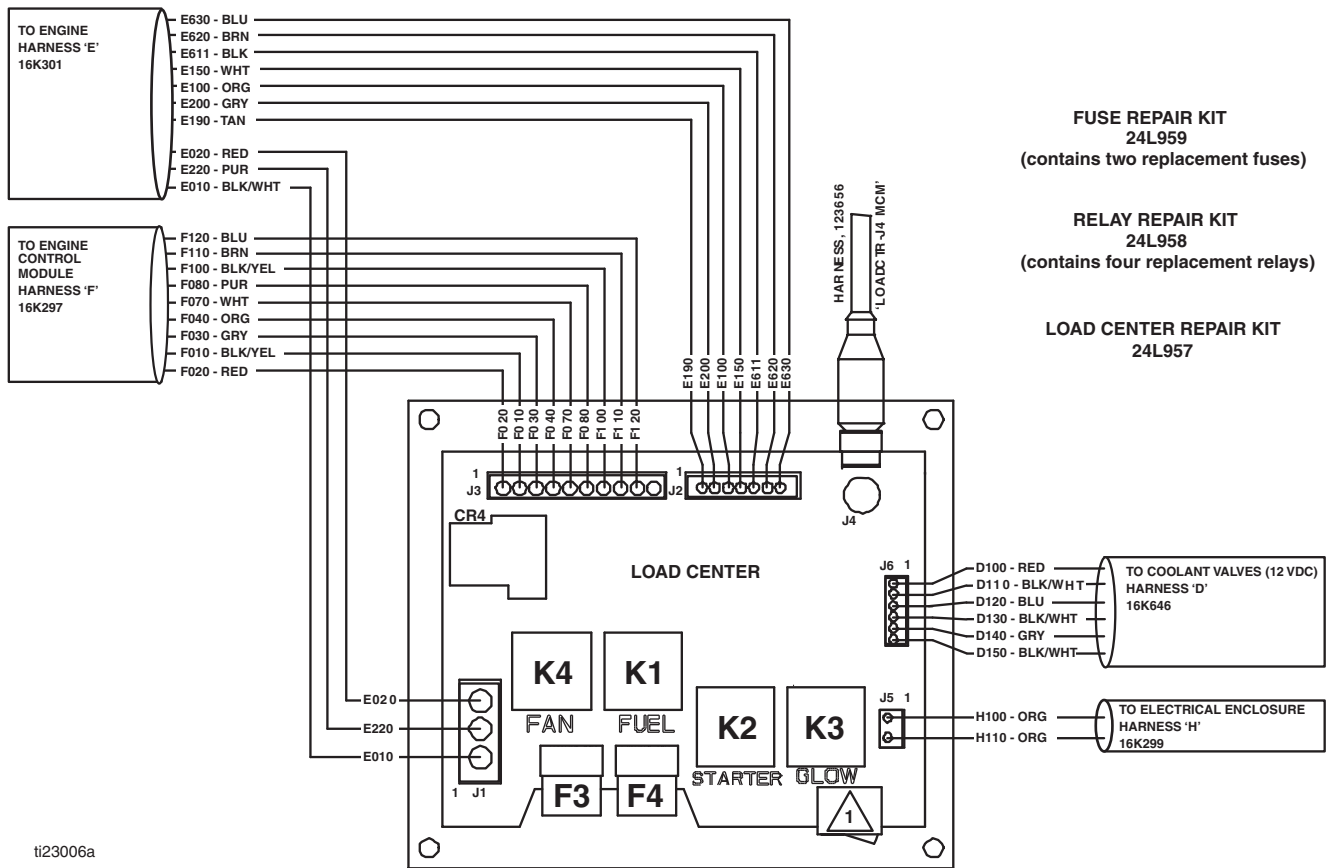 TO ENGINE
HARNESS 'E'
16K301
E630 - BLU
E620 - BRN
E611 - BLK
E150 - WHT
E100 - ORG
E200 - GRY
E190 - TAN
E020 - RED
E220 - PUR
E010 - BLK/WHT
TO ENGINE
CONTROL
MODULE
HARNESS 'F'
16K297
F120 - BLU
F110 - BRN
F100 - BLK/YEL
F080 - PUR
F070 - WHT
F040 - ORG
F030 - GRY
F010 - BLK/YEL
F020 - RED
FUSE REPAIR KIT
24L959
(contains two replacement fuses)
RELAY REPAIR KIT
24L958
(contains four replacement relays)
LOAD CENTER REPAIR KIT
24L957
HARNESS, 123656
'LOADCTR-J4 MCM'
F020
F010
F030
F040
F070
F080
F100
F110
F120
E190
E200
E100
E150
E611
E620
E630
1
J3
1
J2
J4
CR4
LOAD CENTER
J6 1
D100 - RED
D110 - BLK/WHT
D120 - BLU
D130 - BLK/WHT
D140 - GRY
D150 - BLK/WHT
TO COOLANT VALVES (12 VDC)
HARNESS 'D'
16K646
K4
FAN
K1
FUEL
K2
STARTER
K3
GLOW
J5 1
H100 - ORG
H110 - ORG
TO ELECTRICAL ENCLOSURE
HARNESS 'H'
16K299
E020
E220
E010
1 J1
F3
F4
1
ti23006a